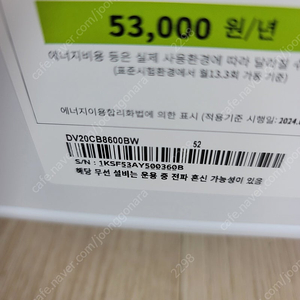 53,000 원/년
에너지비용 등은 실제 사용환경에 따라 달라질 수
(표준시험환경에서 월13.3회 가동 기준)
에너지이용합리화법에 의한 표시 (적용기준 시행일: 2024.
DV20CB8600BW 52
S/N : 1KSF53AY500360B
해당 무선 설비는 운용 중 전파 혼신 가능성이 있음